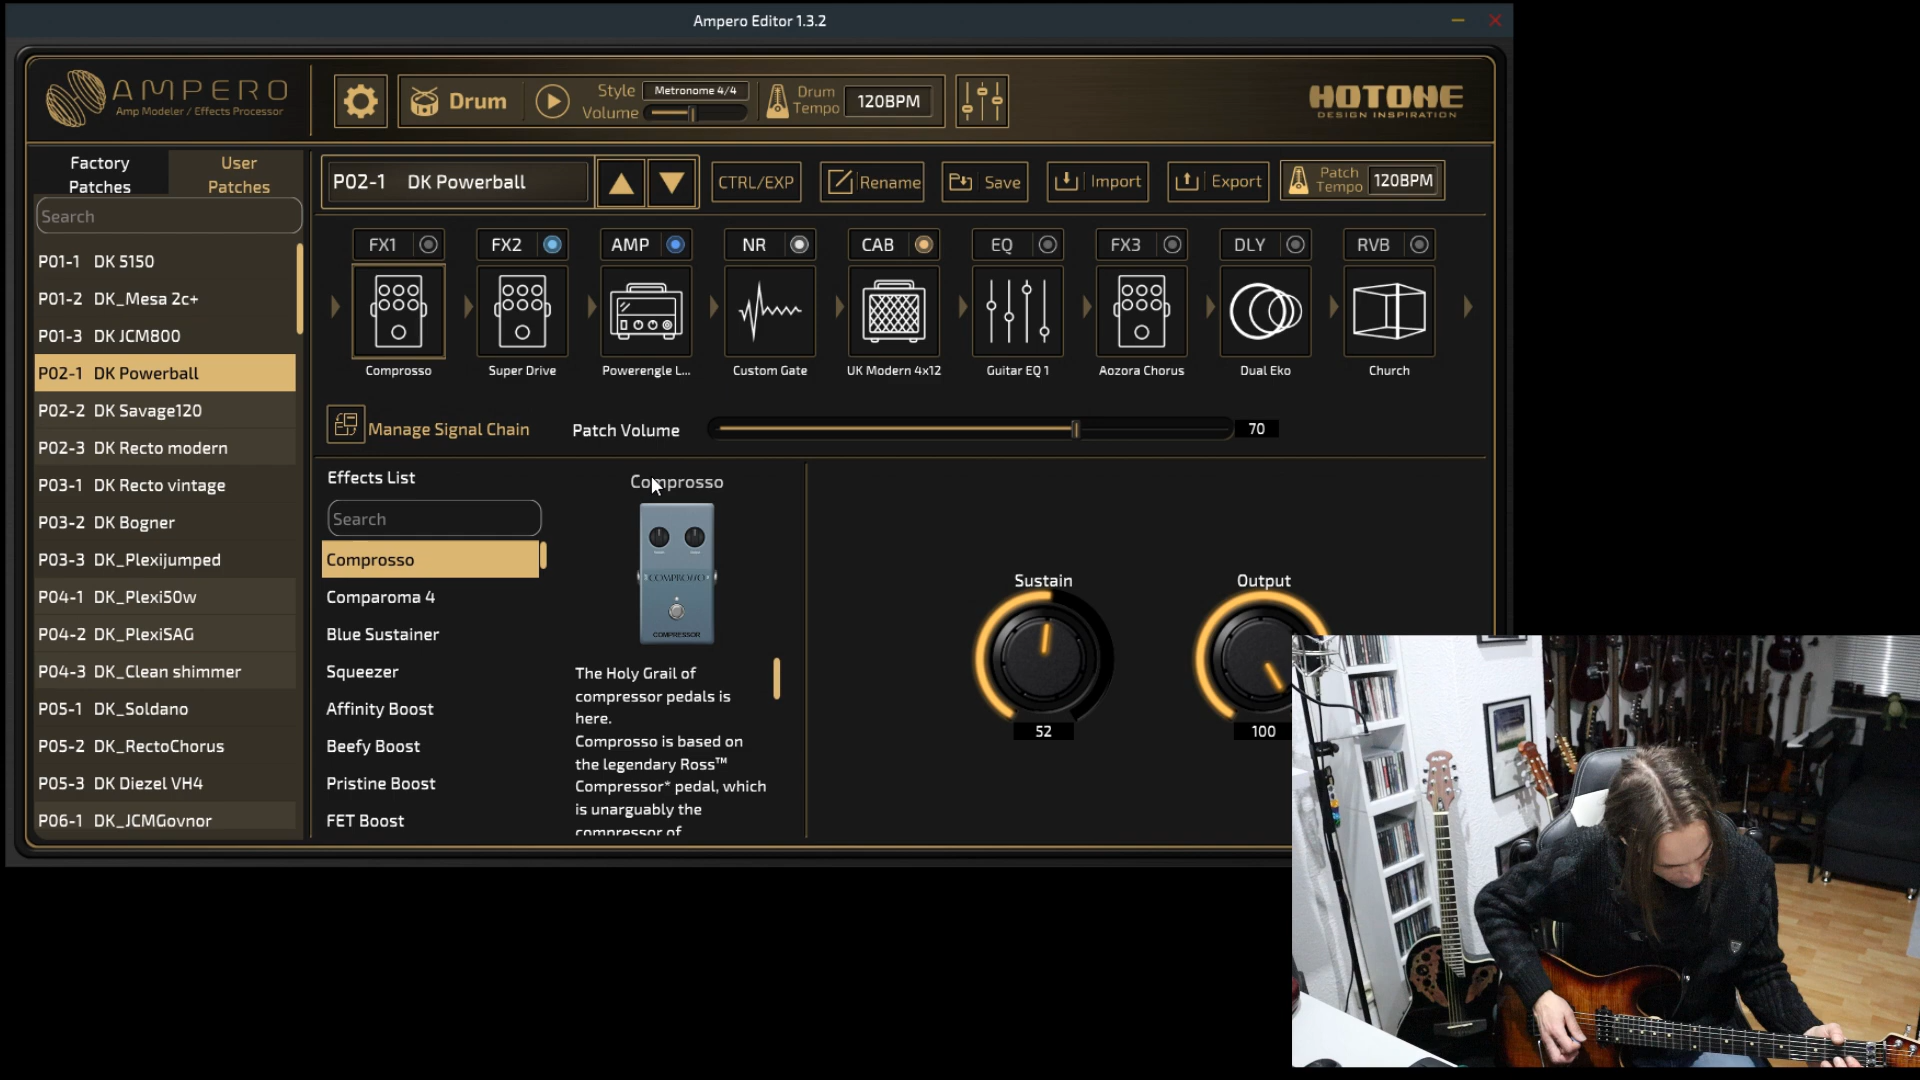 Ampero Editor 1.3.2
AMPERO
Amp Modeler / Effects Processor
Drum
Style
Metronome 4/4
Volume
Drum
Tempo
120BPM
HOTONE
DESIGN INSPIRATION
Factory
Patches
User
Patches
Search
P01-1 DK 5150
P01-2 DK_Mesa 2c+
P01-3 DK JCM800
P02-1 DK Powerball
P02-2 DK Savage120
P02-3 DK Recto modern
P03-1 DK Recto vintage
P03-2 DK Bogner
P03-3 DK_Plexijumped
P04-1 DK_Plexi50w
P04-2 DK_PlexiSAG
P04-3 DK_Clean shimmer
P05-1 DK_Soldano
P05-2 DK_RectoChorus
P05-3 DK Diezel VH4
P06-1 DK_JCMGovnor
P02-1 DK Powerball
CTRL/EXP
Rename
Save
Import
Export
Patch
Tempo
120BPM
FX1
FX2
AMP
NR
CAB
EQ
FX3
DLY
RVB
Comprosso
Super Drive
Powerengle L...
Custom Gate
UK Modern 4x12
Guitar EQ 1
Aozora Chorus
Dual Eko
Church
Manage Signal Chain
Patch Volume
70
Effects List
Search
Comprosso
Comparoma 4
Blue Sustainer
Squeezer
Affinity Boost
Beefy Boost
Pristine Boost
FET Boost
Comprosso
COMPRESSOR
The Holy Grail of
compressor pedals is
here.
Comprosso is based on
the legendary Ross™
Compressor* pedal, which
is unarguably the
compressor of
Sustain
52
Output
100